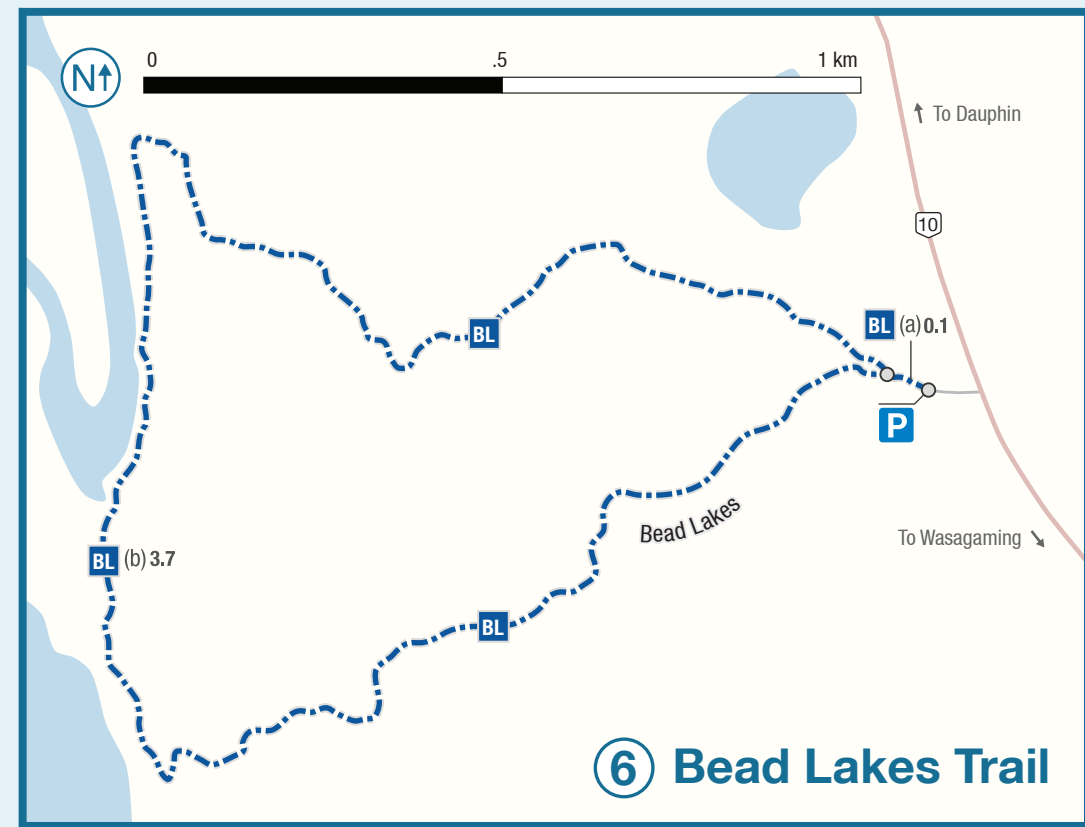 N
0 .5 1 km
To Dauphin
10
BL (a) 0.1
BL
P
Bead Lakes
To Wasagaming
BL (b) 3.7
BL
6 Bead Lakes Trail